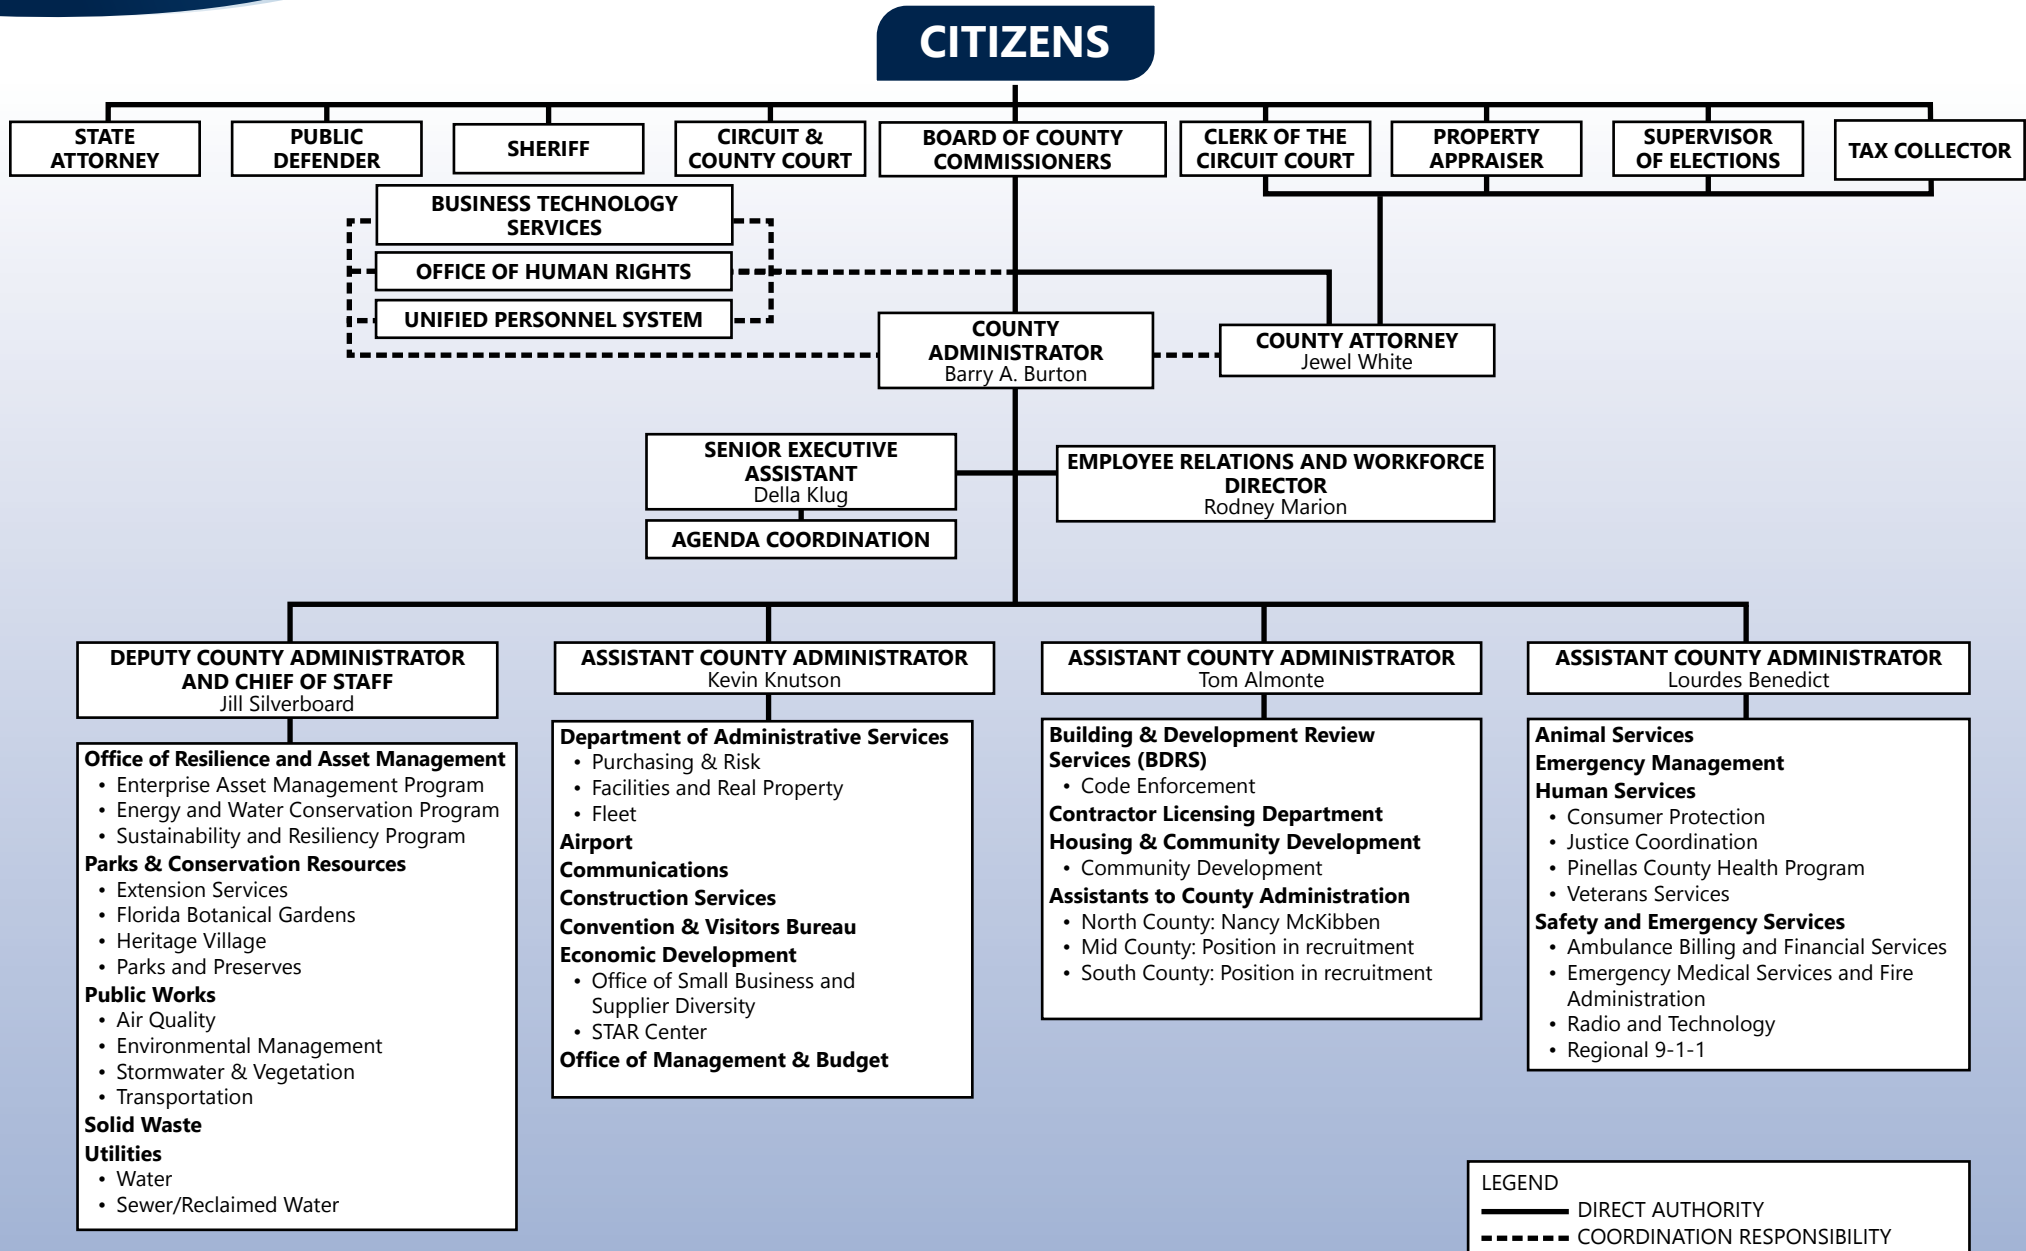 CITIZENS
STATE
ATTORNEY
PUBLIC
DEFENDER
SHERIFF
CIRCUIT &
COUNTY COURT
BOARD OF COUNTY
COMMISSIONERS
CLERK OF THE
CIRCUIT COURT
PROPERTY
APPRAISER
SUPERVISOR
OF ELECTIONS
TAX COLLECTOR
BUSINESS TECHNOLOGY
SERVICES
OFFICE OF HUMAN RIGHTS
UNIFIED PERSONNEL SYSTEM
COUNTY
ADMINISTRATOR
Barry A. Burton
COUNTY ATTORNEY
Jewel White
SENIOR EXECUTIVE
ASSISTANT
Della Klug
AGENDA COORDINATION
EMPLOYEE RELATIONS AND WORKFORCE
DIRECTOR
Rodney Marion
DEPUTY COUNTY ADMINISTRATOR
AND CHIEF OF STAFF
Jill Silverboard
Office of Resilience and Asset Management
• Enterprise Asset Management Program
• Energy and Water Conservation Program
• Sustainability and Resiliency Program
Parks & Conservation Resources
• Extension Services
• Florida Botanical Gardens
• Heritage Village
• Parks and Preserves
Public Works
• Air Quality
• Environmental Management
• Stormwater & Vegetation
• Transportation
Solid Waste
Utilities
• Water
• Sewer/Reclaimed Water
ASSISTANT COUNTY ADMINISTRATOR
Kevin Knutson
Department of Administrative Services
• Purchasing & Risk
• Facilities and Real Property
• Fleet
Airport
Communications
Construction Services
Convention & Visitors Bureau
Economic Development
• Office of Small Business and
Supplier Diversity
• STAR Center
Office of Management & Budget
ASSISTANT COUNTY ADMINISTRATOR
Tom Almonte
Building & Development Review
Services (BDRS)
• Code Enforcement
Contractor Licensing Department
Housing & Community Development
• Community Development
Assistants to County Administration
• North County: Nancy McKibben
• Mid County: Position in recruitment
• South County: Position in recruitment
ASSISTANT COUNTY ADMINISTRATOR
Lourdes Benedict
Animal Services
Emergency Management
Human Services
• Consumer Protection
• Justice Coordination
• Pinellas County Health Program
• Veterans Services
Safety and Emergency Services
• Ambulance Billing and Financial Services
• Emergency Medical Services and Fire
Administration
• Radio and Technology
• Regional 9-1-1
LEGEND
DIRECT AUTHORITY
COORDINATION RESPONSIBILITY